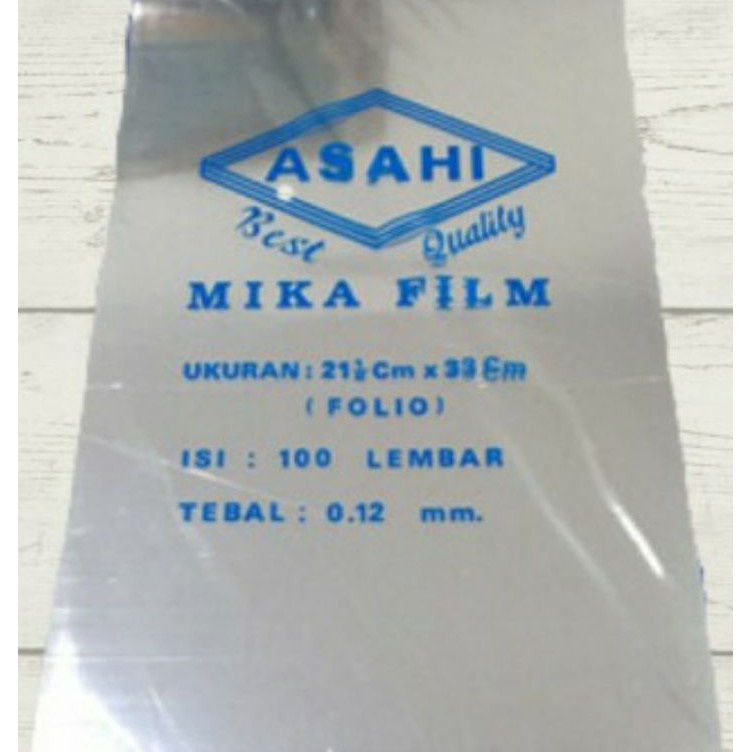 ASAHI
Best Quality
MIKA FILM
UKURAN : 21½ Cm x 33 Cm
( FOLIO )
ISI : 100 LEMBAR
TEBAL : 0.12 mm.